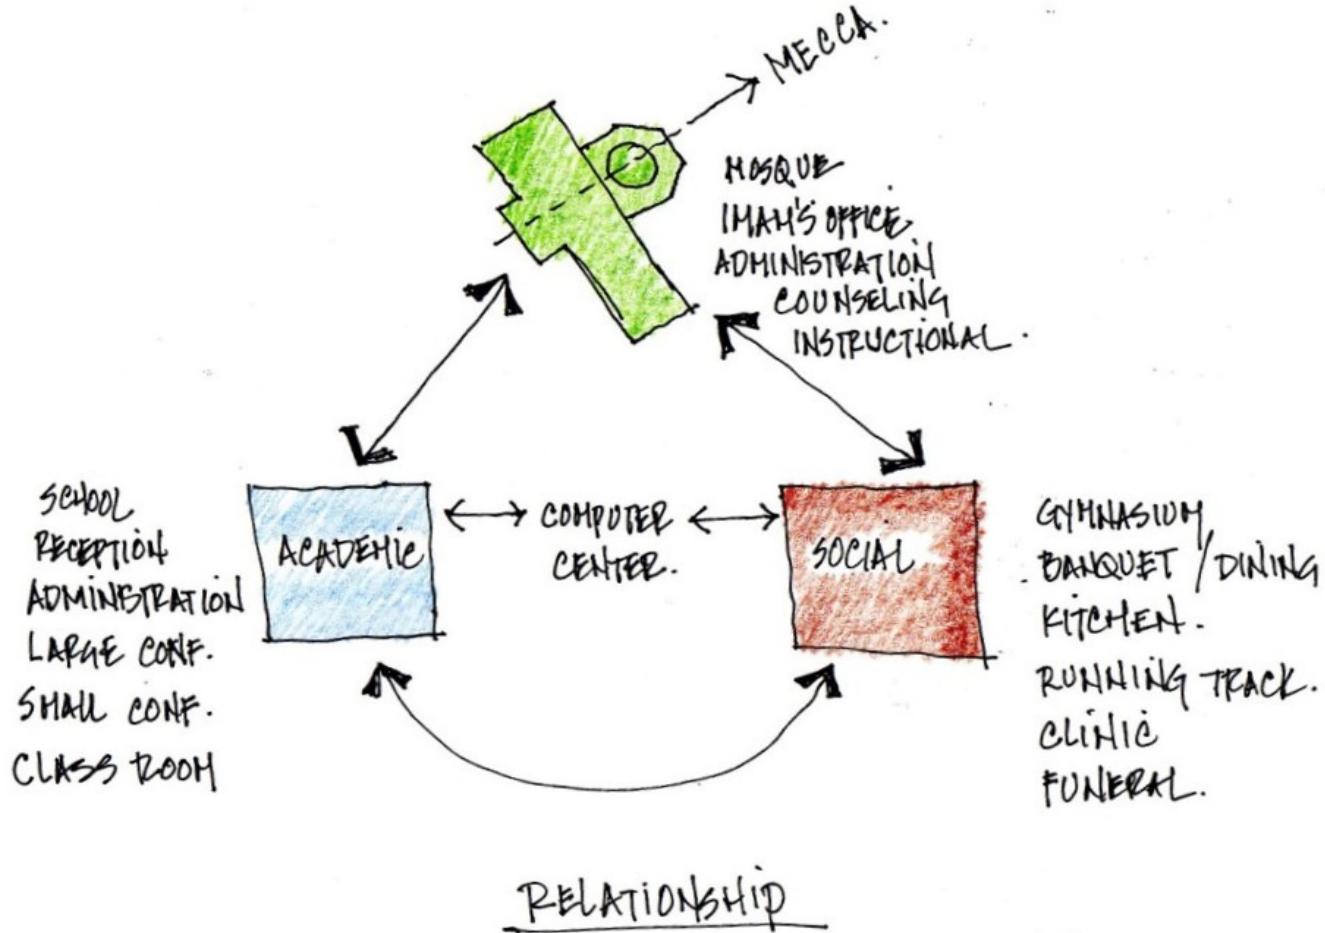 MECCA.
MOSQUE
IMAM'S OFFICE
ADMINISTRATION
COUNSELING
INSTRUCTIONAL.
SCHOOL
RECEPTION
ADMINISTRATION
LARGE CONF.
SMALL CONF.
CLASS ROOM
ACADEMIC
COMPUTER
CENTER.
SOCIAL
GYMNASIUM
BANQUET / DINING
KITCHEN.
RUNNING TRACK.
CLINIC
FUNERAL.
RELATIONSHIP